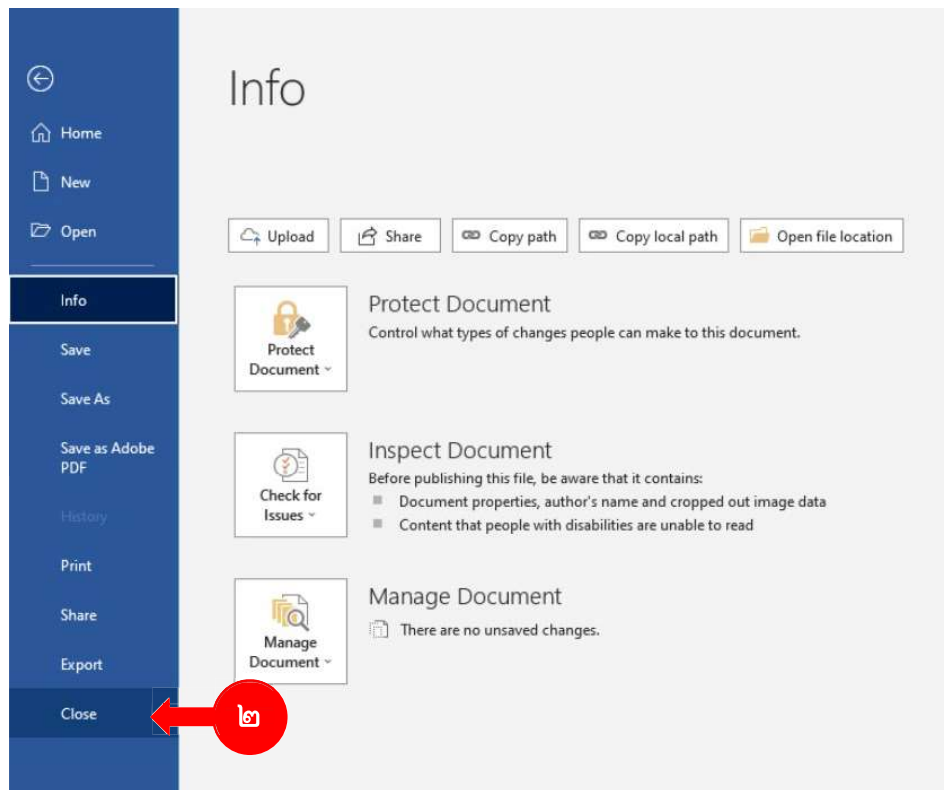 Info
Home
New
Open
Info
Save
Save As
Save as Adobe
PDF
History
Print
Share
Export
Close
Upload
Share
Copy path
Copy local path
Open file location
Protect
Document
Protect Document
Control what types of changes people can make to this document.
Check for
Issues
Inspect Document
Before publishing this file, be aware that it contains:
Document properties, author's name and cropped out image data
Content that people with disabilities are unable to read
Manage
Document
Manage Document
There are no unsaved changes.
๒